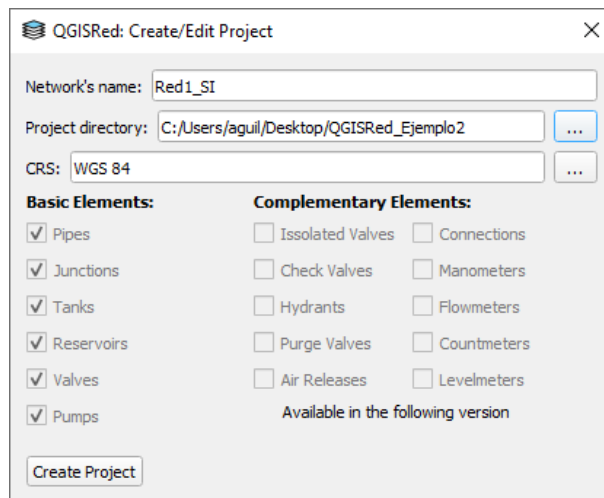 QGISRed: Create/Edit Project
Network's name: Red1_SI
Project directory: C:/Users/aguil/Desktop/QGISRed_Ejemplo2 ...
CRS: WGS 84 ...
Basic Elements: Complementary Elements:
Pipes Issolated Valves Connections
Junctions Check Valves Manometers
Tanks Hydrants Flowmeters
Reservoirs Purge Valves Countmeters
Valves Air Releases Levelmeters
Pumps Available in the following version
Create Project